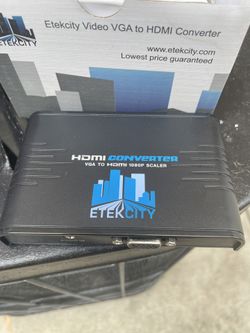 Etekcity Video VGA to HDMI Converter
www.etekcity.com
Lowest price guaranteed
HDMI CONVERTER
VGA TO HDMI 1080P SCALER
ETEKCITY